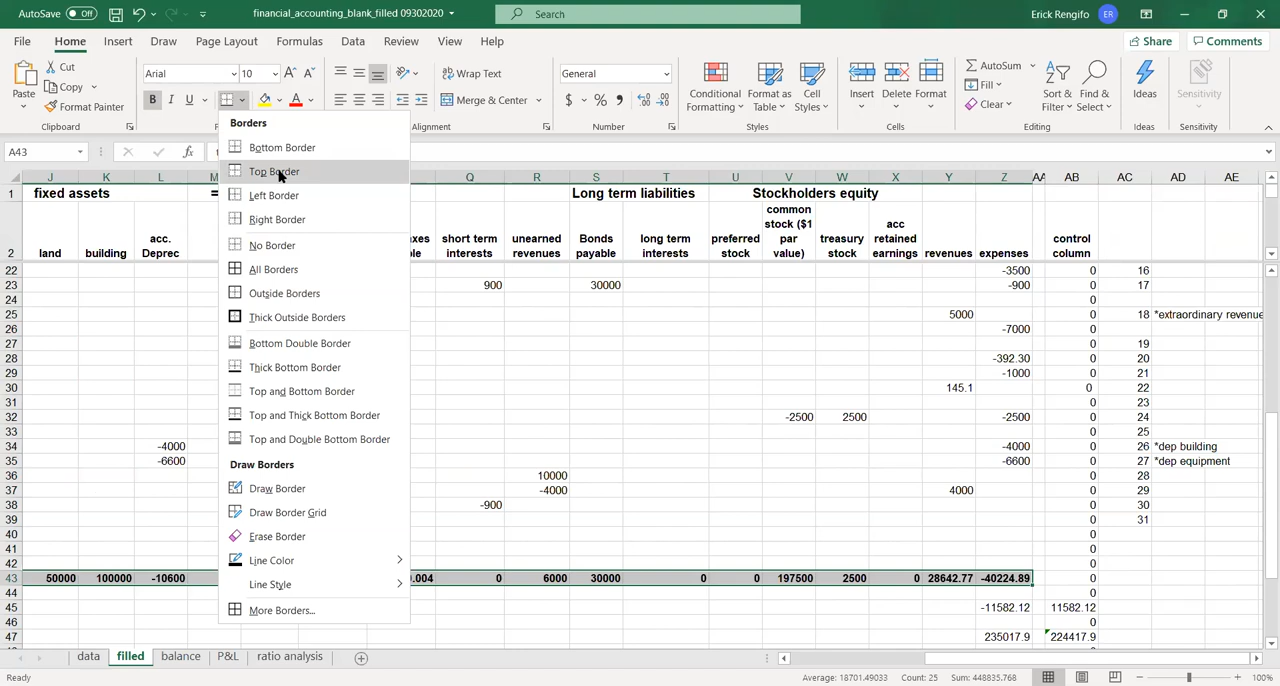 AutoSave Off financial_accounting_blank_filled 09302020 Search Erick Rengifo ER
File Home Insert Draw Page Layout Formulas Data Review View Help Share Comments
Paste Cut Copy Format Painter Clipboard
Arial 10 A A B I U A
Wrap Text Merge & Center Alignment
General $ % 9 Number
Conditional Formatting Format as Table Cell Styles Styles
Insert Delete Format Cells
AutoSum Fill Clear Sort & Filter Find & Select Editing
Ideas Ideas
Sensitivity Sensitivity
A43 fx
Borders
Bottom Border
Top Border
Left Border
Right Border
No Border
All Borders
Outside Borders
Thick Outside Borders
Bottom Double Border
Thick Bottom Border
Top and Bottom Border
Top and Thick Bottom Border
Top and Double Bottom Border
Draw Borders
Draw Border
Draw Border Grid
Erase Border
Line Color
Line Style
More Borders...
J K L M Q R S T U V W X Y Z AA AB AC AD AE
1 fixed assets = Long term liabilities Stockholders equity
2 land building acc. Deprec short term interests unearned revenues Bonds payable long term interests preferred stock common stock ($1 par value) treasury stock acc retained earnings revenues expenses control column
22 -3500 0 16
23 900 30000 -900 0 17
24 0
25 5000 0 18 *extraordinary revenue
26 -7000 0
27 0 19
28 -392.30 0 20
29 -1000 0 21
30 145.1 0 22
31 0 23
32 -2500 2500 -2500 0 24
33 0 25
34 -4000 -4000 0 26 *dep building
35 -6600 -6600 0 27 *dep equipment
36 10000 0 28
37 -4000 4000 0 29
38 -900 0 30
39 0 31
40 0
41 0
42 0
43 50000 100000 -10600 .004 0 6000 30000 0 0 197500 2500 0 28642.77 -40224.89
44 0
45 -11582.12 11582.12
46 0
47 235017.9 224417.9
data filled balance P&L ratio analysis
Ready Average: 18701.49033 Count: 25 Sum: 448835.768 100%